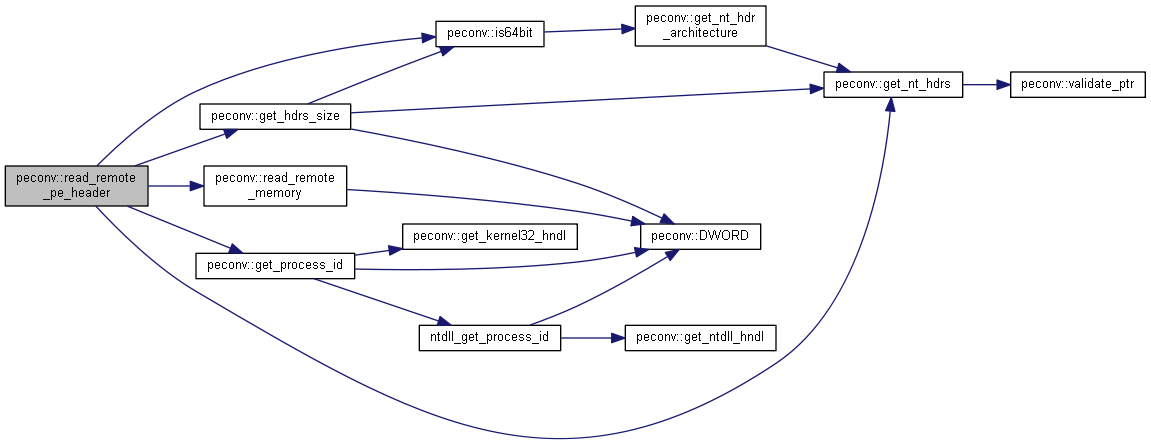 peconv::get_nt_hdr
_architecture
peconv::is64bit
peconv::get_nt_hdrs
peconv::validate_ptr
peconv::get_hdrs_size
peconv::read_remote
_pe_header
peconv::read_remote
_memory
peconv::get_kernel32_hndl
peconv::DWORD
peconv::get_process_id
ntdll_get_process_id
peconv::get_ntdll_hndl